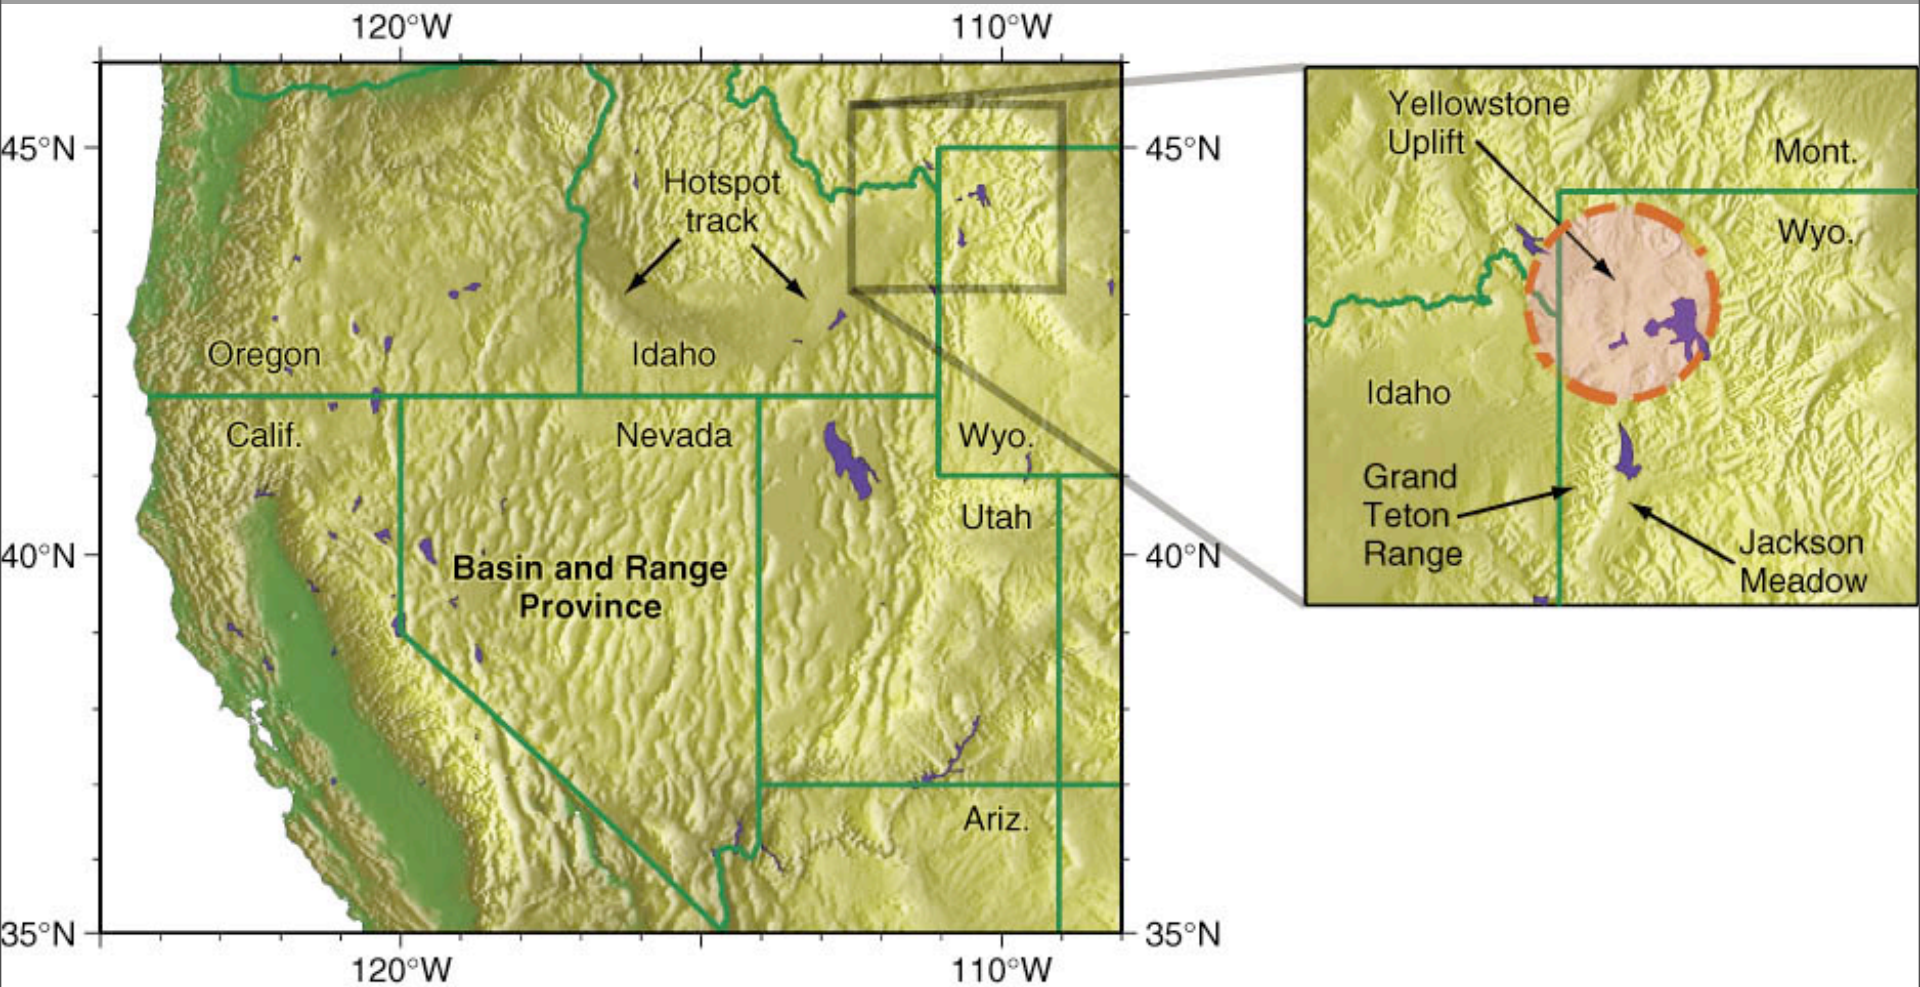 120°W
110°W
45°N
45°N
40°N
40°N
35°N
35°N
120°W
110°W
Hotspot
track
Oregon
Idaho
Calif.
Nevada
Wyo.
Utah
Basin and Range
Province
Ariz.
Yellowstone
Uplift
Mont.
Wyo.
Idaho
Grand
Teton
Range
Jackson
Meadow